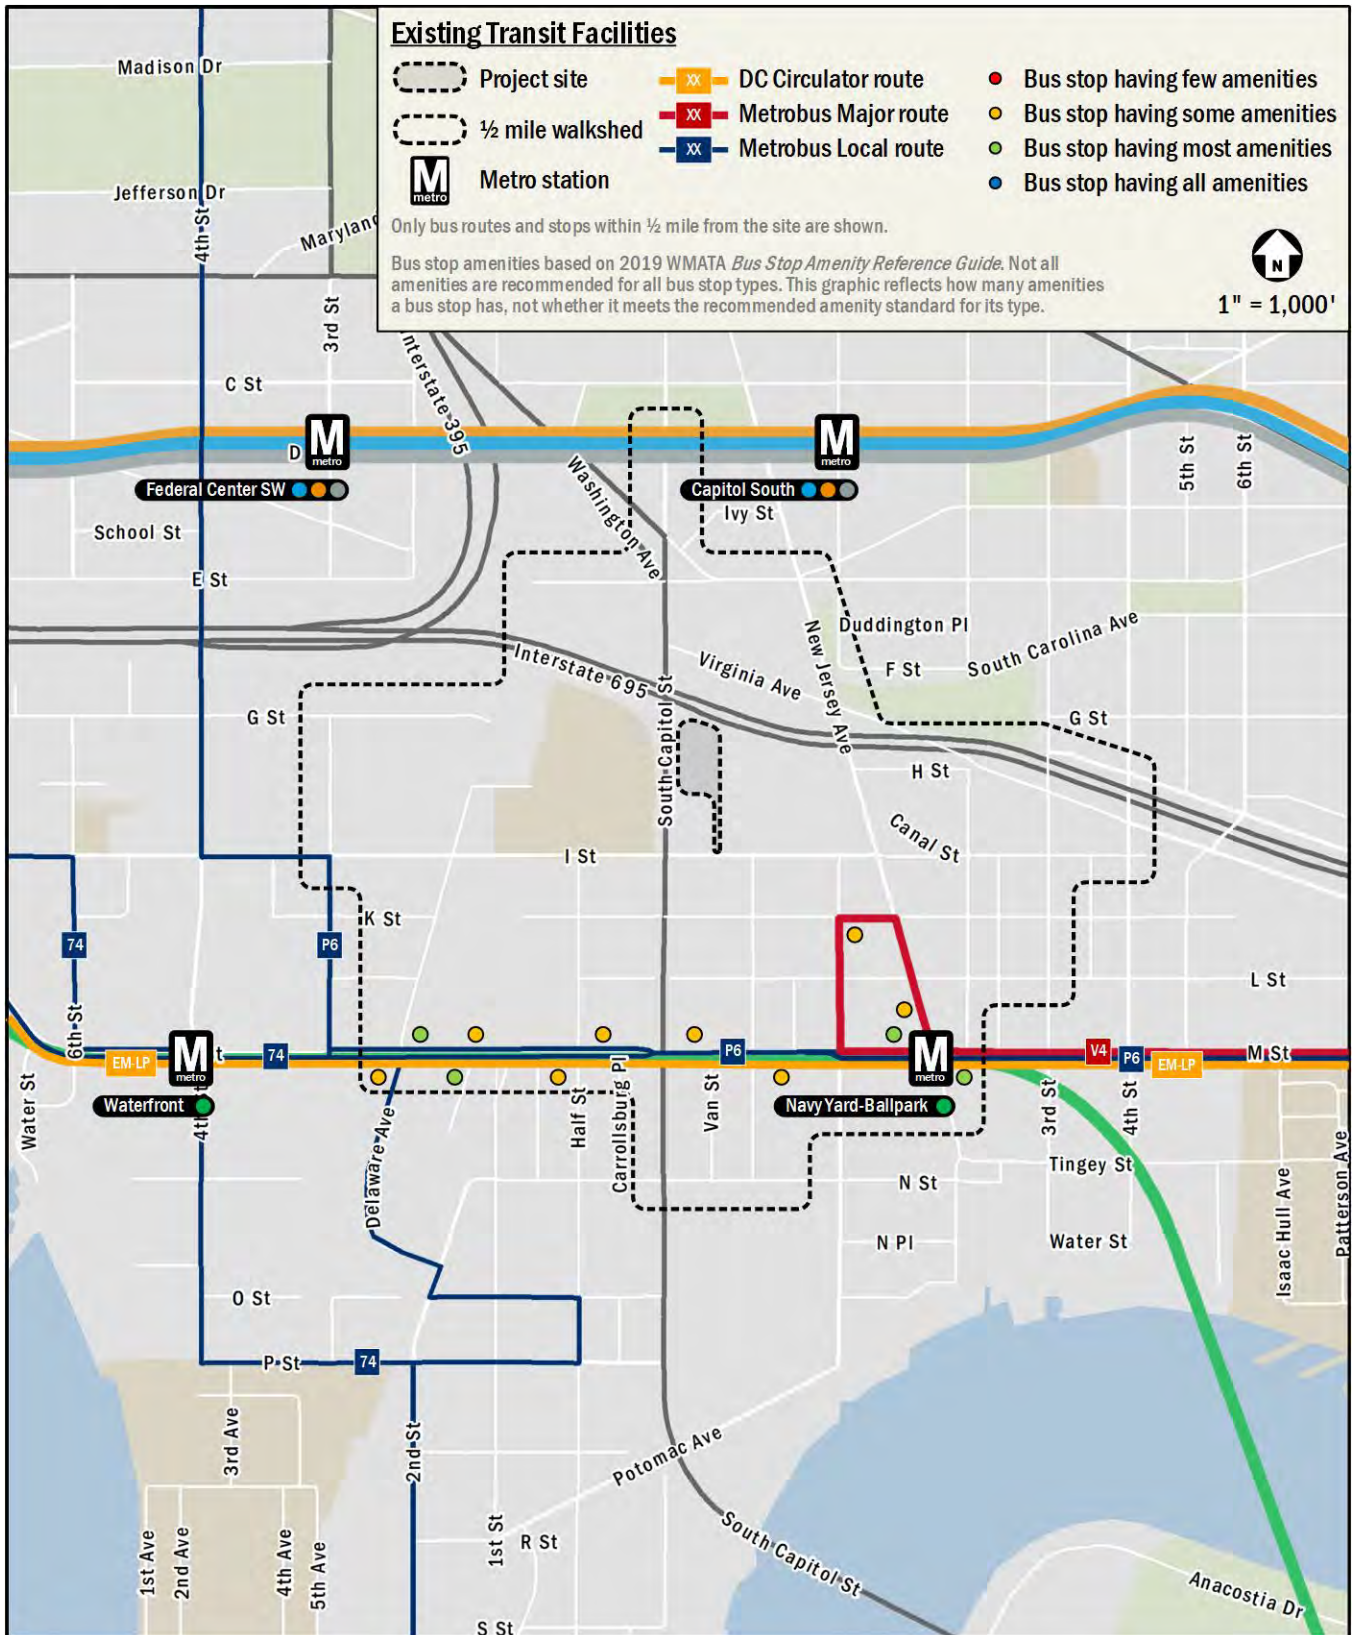 Existing Transit Facilities
Project site
½ mile walkshed
M
metro
Metro station
XX
DC Circulator route
XX
Metrobus Major route
XX
Metrobus Local route
Bus stop having few amenities
Bus stop having some amenities
Bus stop having most amenities
Bus stop having all amenities
Only bus routes and stops within ½ mile from the site are shown.
Bus stop amenities based on 2019 WMATA Bus Stop Amenity Reference Guide. Not all
amenities are recommended for all bus stop types. This graphic reflects how many amenities
a bus stop has, not whether it meets the recommended amenity standard for its type.
N
1" = 1,000'
Madison Dr
Jefferson Dr
4th St
Maryland
3rd St
C St
Interstate 395
D
M
metro
Federal Center SW
M
metro
Capitol South
5th St
6th St
Washington Ave
Ivy St
School St
E St
Duddington Pl
South Carolina Ave
New Jersey Ave
F St
Virginia Ave
Interstate 695
South Capitol St
G St
G St
H St
Canal St
I St
K St
74
P6
L St
6th St
EM-LP
M
metro
t
74
P6
M
metro
V4
P6
EM-LP
M St
Waterfront
Navy Yard-Ballpark
Water St
4th St
Delaware Ave
Half St
Carrollsburg Pl
Van St
3rd St
4th St
Tingey St
N St
N Pl
Water St
Isaac Hull Ave
Patterson Ave
O St
P St
74
3rd Ave
2nd St
Potomac Ave
1st St
R St
South Capitol St
1st Ave
2nd Ave
4th Ave
5th Ave
Anacostia Dr
S St